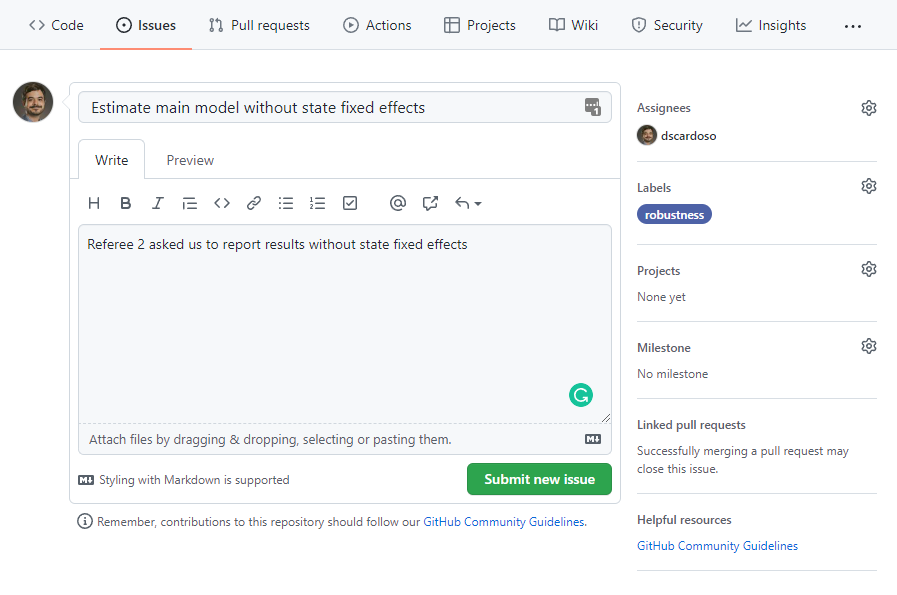 Code Issues Pull requests Actions Projects Wiki Security Insights ...
Estimate main model without state fixed effects
1
Write Preview
H B I
Referee 2 asked us to report results without state fixed effects
Attach files by dragging & dropping, selecting or pasting them.
Styling with Markdown is supported
Submit new issue
Remember, contributions to this repository should follow our GitHub Community Guidelines.
Assignees
dscardoso
Labels
robustness
Projects
None yet
Milestone
No milestone
Linked pull requests
Successfully merging a pull request may
close this issue.
Helpful resources
GitHub Community Guidelines